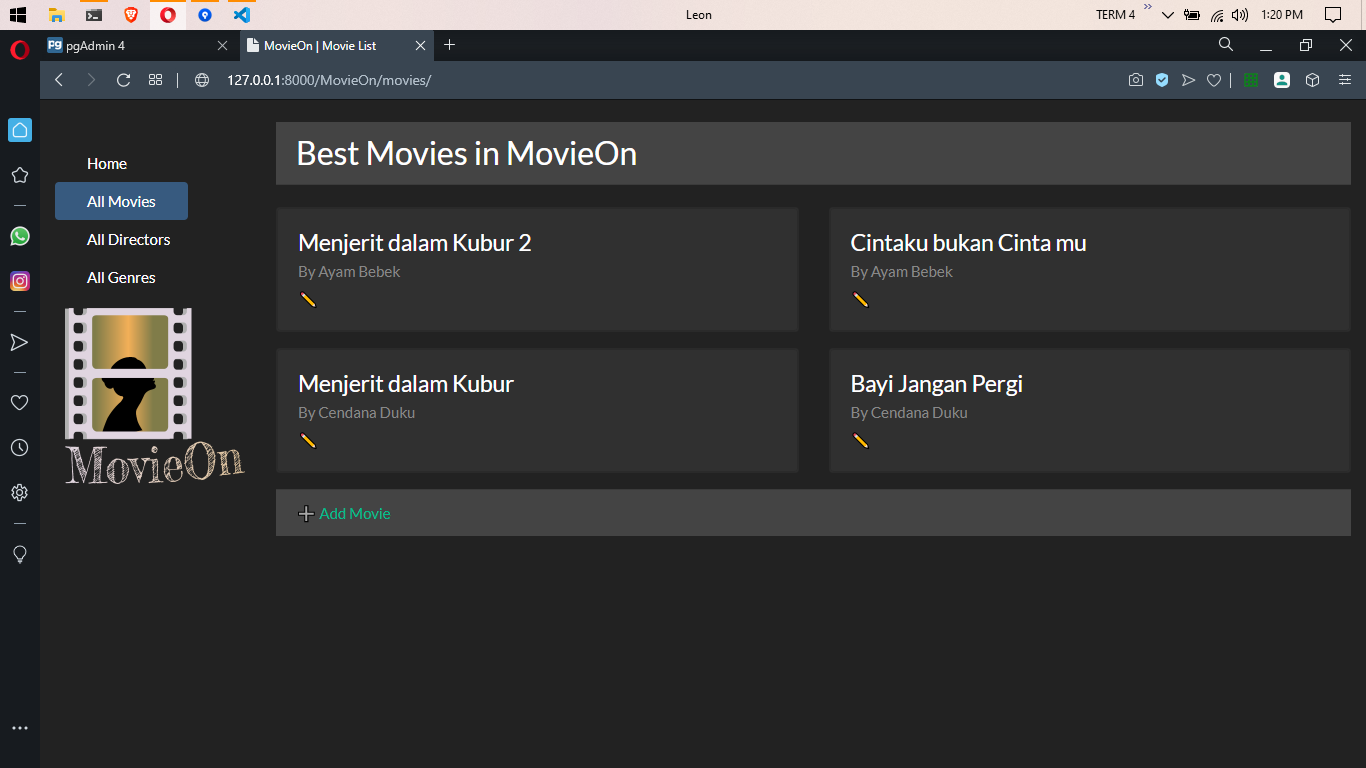 Leon
TERM 4
1:20 PM
pgAdmin 4
MovieOn | Movie List
127.0.0.1:8000/MovieOn/movies/
Home
All Movies
All Directors
All Genres
MovieOn
Best Movies in MovieOn
Menjerit dalam Kubur 2
By Ayam Bebek
Cintaku bukan Cinta mu
By Ayam Bebek
Menjerit dalam Kubur
By Cendana Duku
Bayi Jangan Pergi
By Cendana Duku
Add Movie